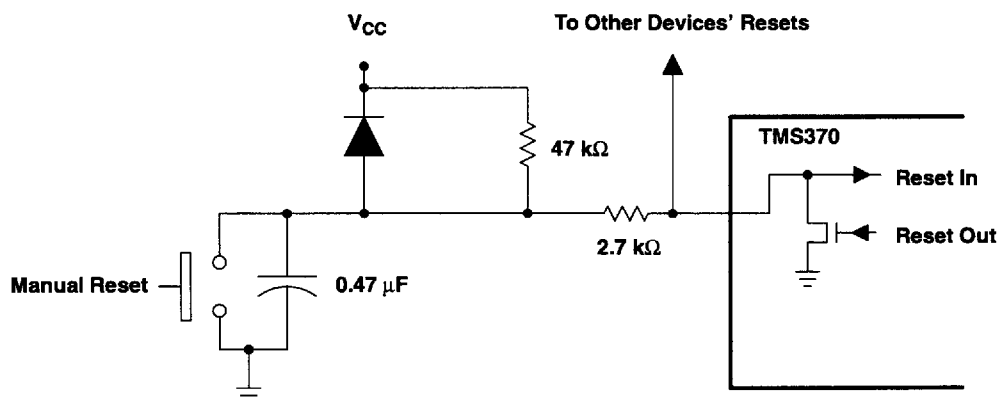 V_CC
To Other Devices' Resets
TMS370
47 kΩ
Reset In
2.7 kΩ
Reset Out
Manual Reset
0.47 μF